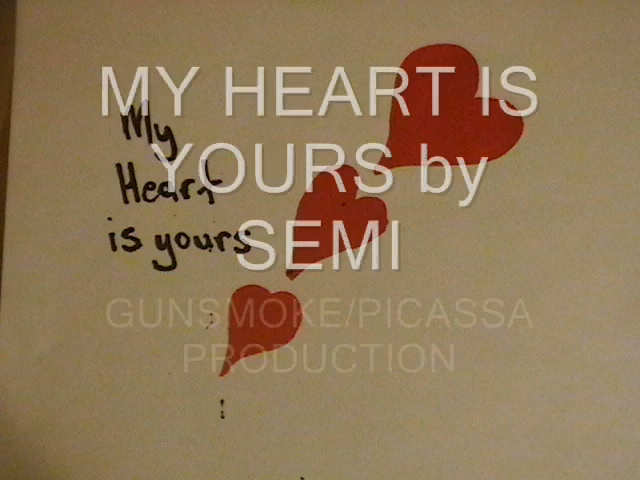 MY HEART IS
YOURS by
SEMI
GUNSMOKE/PICASSA
PRODUCTION
My
Heart
is yours